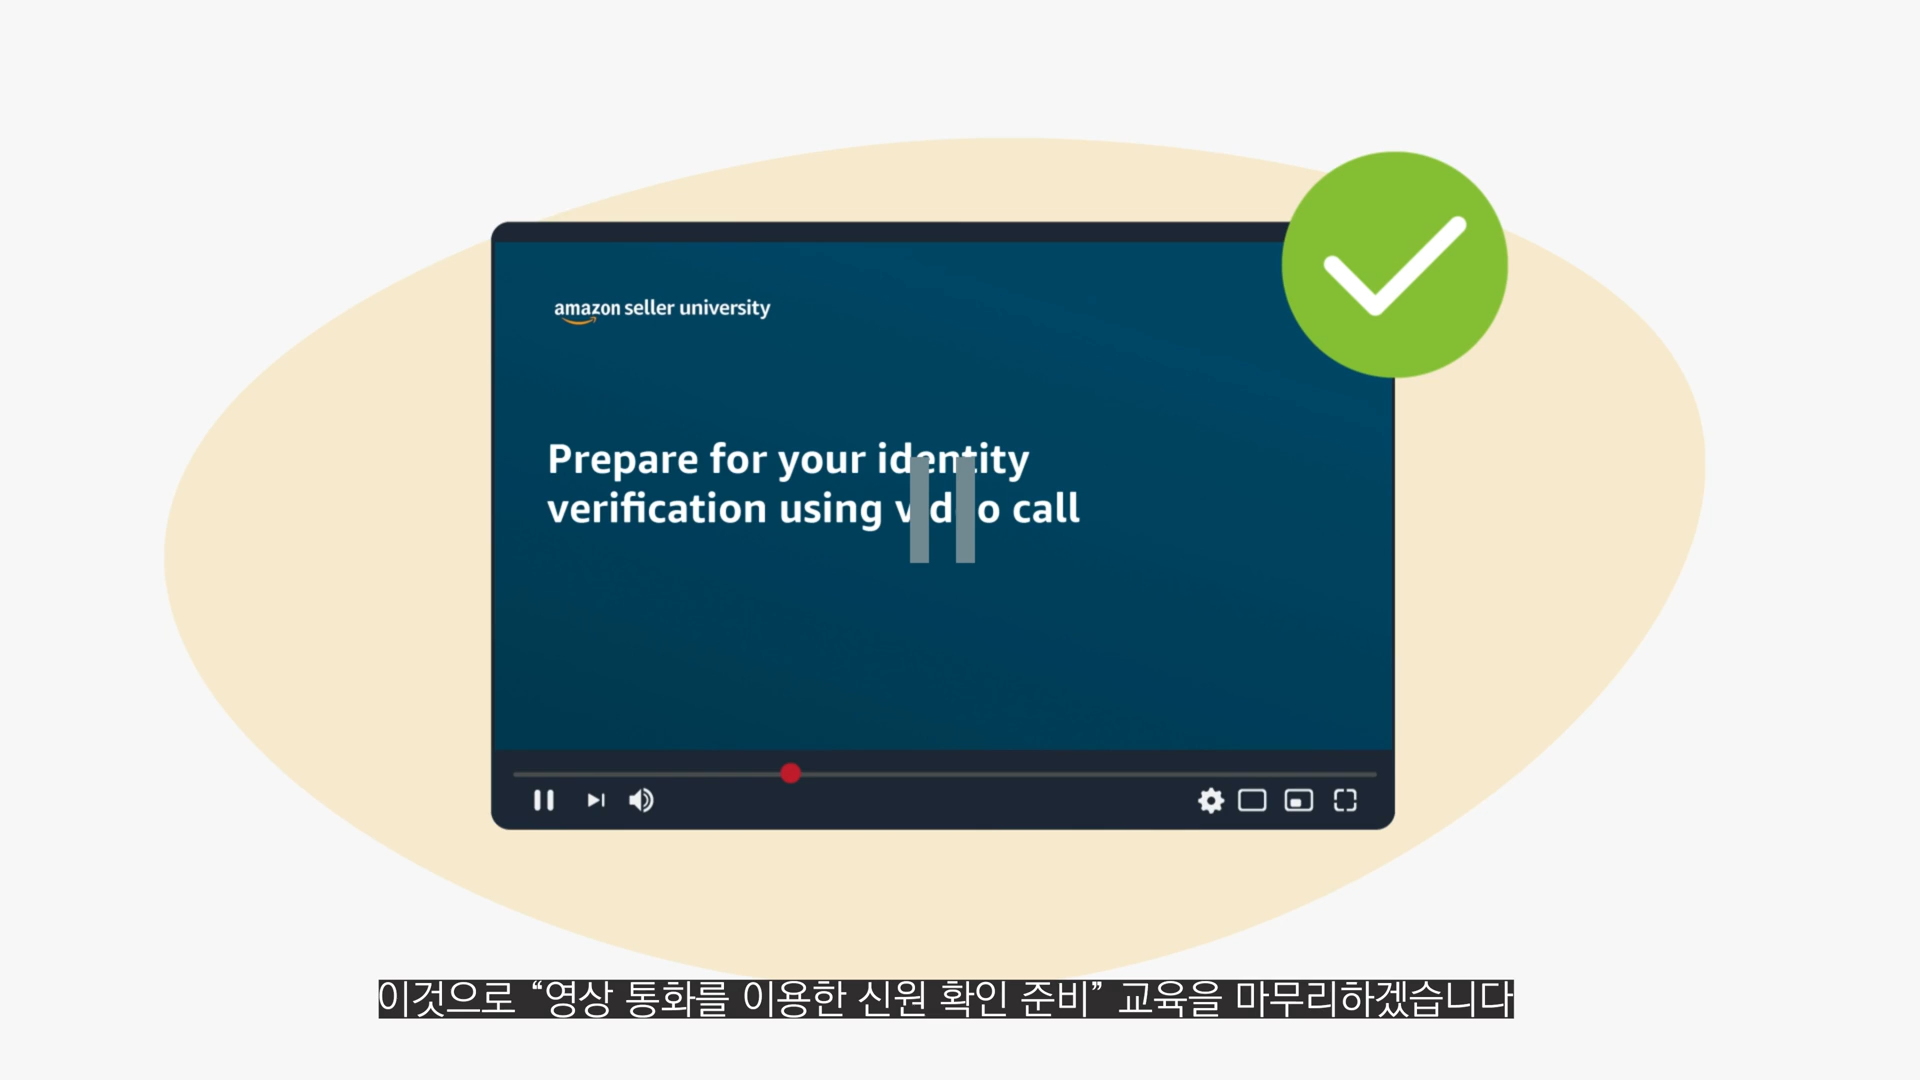 amazon seller university
Prepare for your identity
verification using video call
이것으로 “영상 통화를 이용한 신원 확인 준비” 교육을 마무리하겠습니다